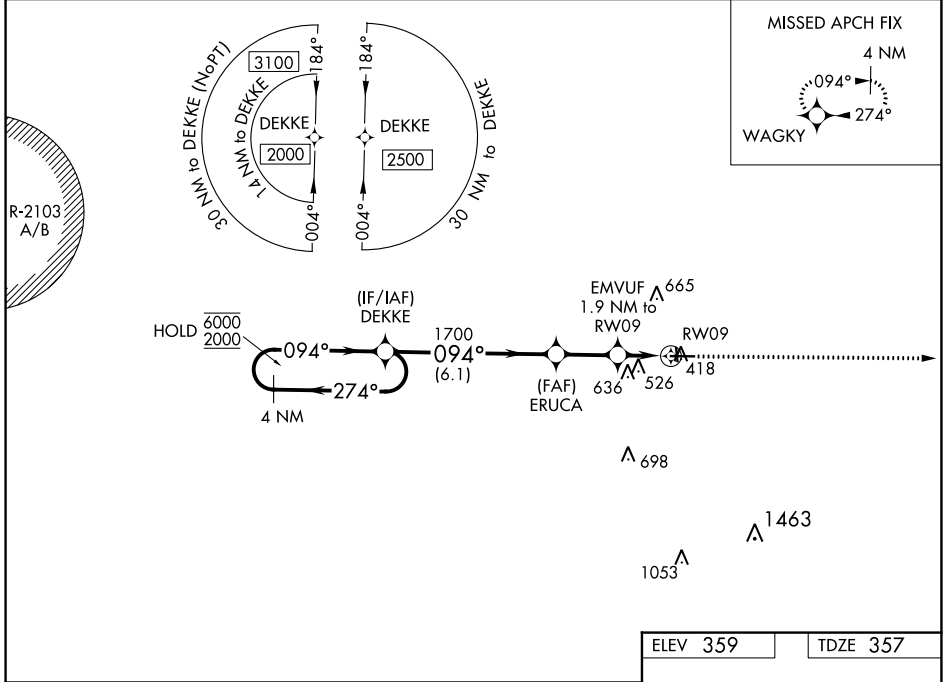 MISSED APCH FIX
4 NM
094°
274°
WAGKY
30 NM to DEKKE (NoPT)
3100
14 NM to DEKKE
184°
DEKKE
2000
004°
184°
DEKKE
2500
004°
30 NM to DEKKE
R-2103
A/B
HOLD 6000
2000
094°
274°
4 NM
(IF/IAF)
DEKKE
1700
094°
(6.1)
(FAF)
ERUCA
EMVUF
1.9 NM to
RW09
665
RW09
418
636
526
698
1463
1053
ELEV 359
TDZE 357